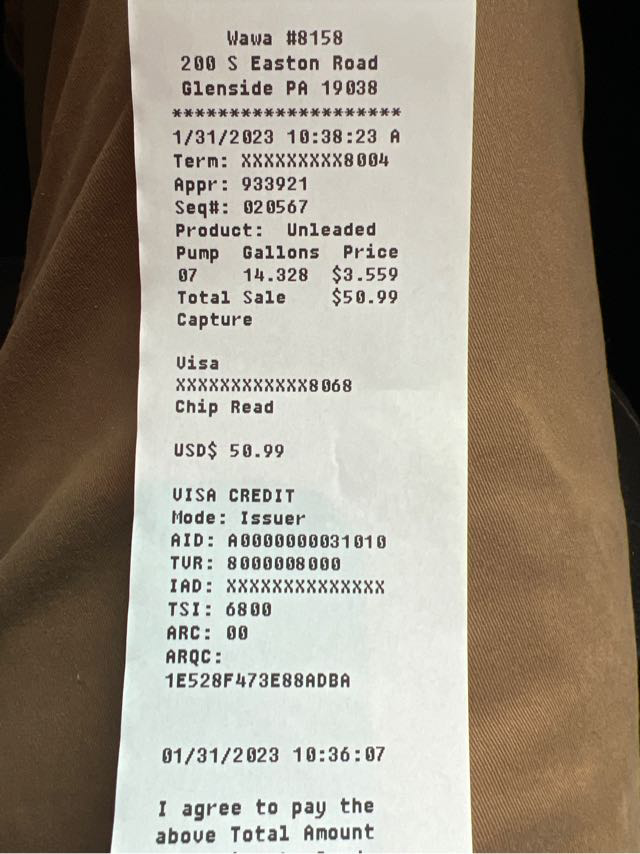 Wawa #8158
200 S Easton Road
Glenside PA 19038
********************
1/31/2023 10:38:23 A
Term: XXXXXXXXX8004
Appr: 933921
Seq#: 020567
Product: Unleaded
Pump Gallons Price
07 14.328 $3.559
Total Sale $50.99
Capture
Visa
XXXXXXXXXXXX8068
Chip Read
USD$ 50.99
VISA CREDIT
Mode: Issuer
AID: A0000000031010
TVR: 8000008000
IAD: XXXXXXXXXXXXXX
TSI: 6800
ARC: 00
ARQC:
1E528F473E88ADBA
01/31/2023 10:36:07
I agree to pay the
above Total Amount